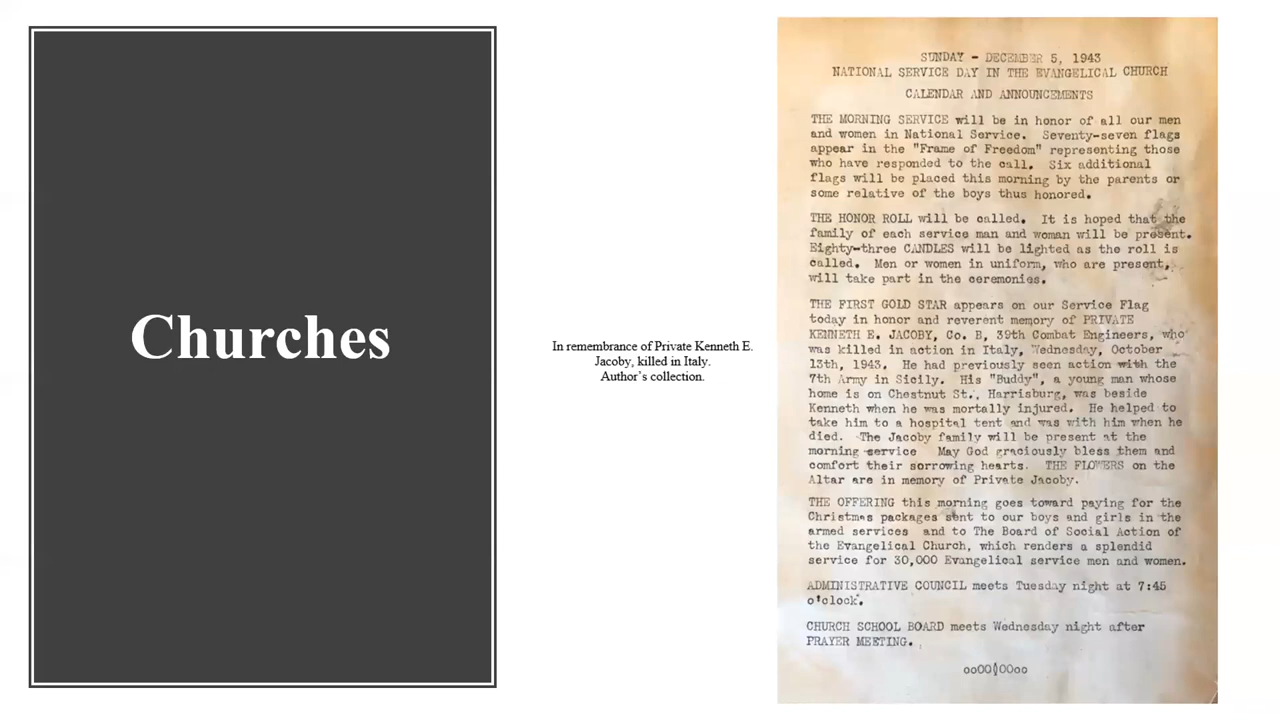 Churches
In remembrance of Private Kenneth E.
Jacoby, killed in Italy.
Author's collection.
SUNDAY - DECEMBER 5, 1943
NATIONAL SERVICE DAY IN THE EVANGELICAL CHURCH
CALENDAR AND ANNOUNCEMENTS
THE MORNING SERVICE will be in honor of all our men
and women in National Service. Seventy-seven flags
appear in the "Frame of Freedom" representing those
who have responded to the call. Six additional
flags will be placed this morning by the parents or
some relative of the boys thus honored.
THE HONOR ROLL will be called. It is hoped that the
family of each service man and woman will be present.
Eighty-three CANDLES will be lighted as the roll is
called. Men or women in uniform, who are present,
will take part in the ceremonies.
THE FIRST GOLD STAR appears on our Service Flag
today in honor and reverent memory of PRIVATE
KENNETH E. JACOBY, Co. B, 39th Combat Engineers, who
was killed in action in Italy, Wednesday, October
13th, 1943. He had previously seen action with the
7th Army in Sicily. His "Buddy", a young man whose
home is on Chestnut St., Harrisburg, was beside
Kenneth when he was mortally injured. He helped to
take him to a hospital tent and was with him when he
died. The Jacoby family will be present at the
morning service May God graciously bless them and
comfort their sorrowing hearts. THE FLOWERS on the
Altar are in memory of Private Jacoby.
THE OFFERING this morning goes toward paying for the
Christmas packages sent to our boys and girls in the
armed services and to The Board of Social Action of
the Evangelical Church, which renders a splendid
service for 30,000 Evangelical service men and women.
ADMINISTRATIVE COUNCIL meets Tuesday night at 7:45
o'clock.
CHURCH SCHOOL BOARD meets Wednesday night after
PRAYER MEETING.